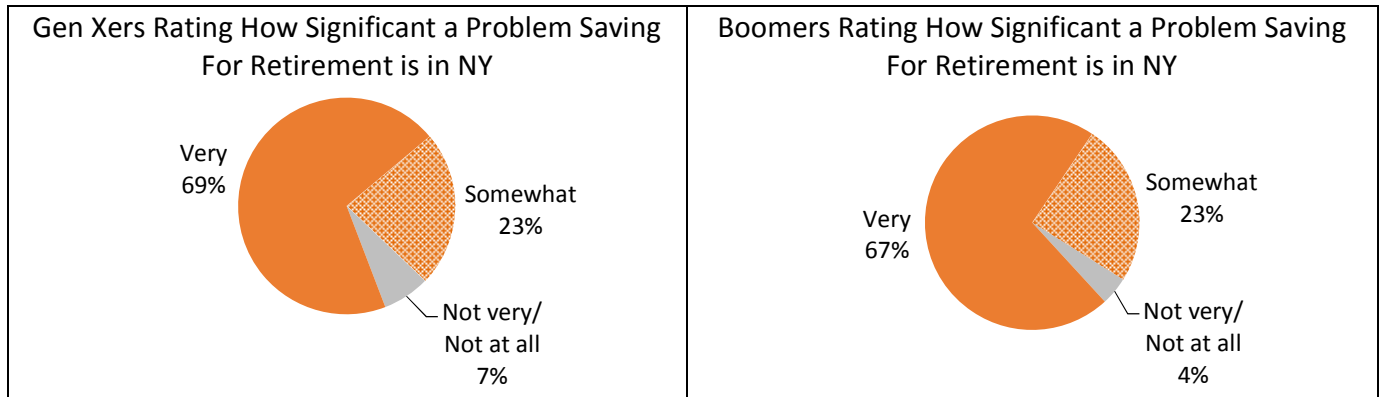 Gen Xers Rating How Significant a Problem Saving
For Retirement is in NY
Very
69%
Somewhat
23%
Not very/
Not at all
7%
Boomers Rating How Significant a Problem Saving
For Retirement is in NY
Very
67%
Somewhat
23%
Not very/
Not at all
4%